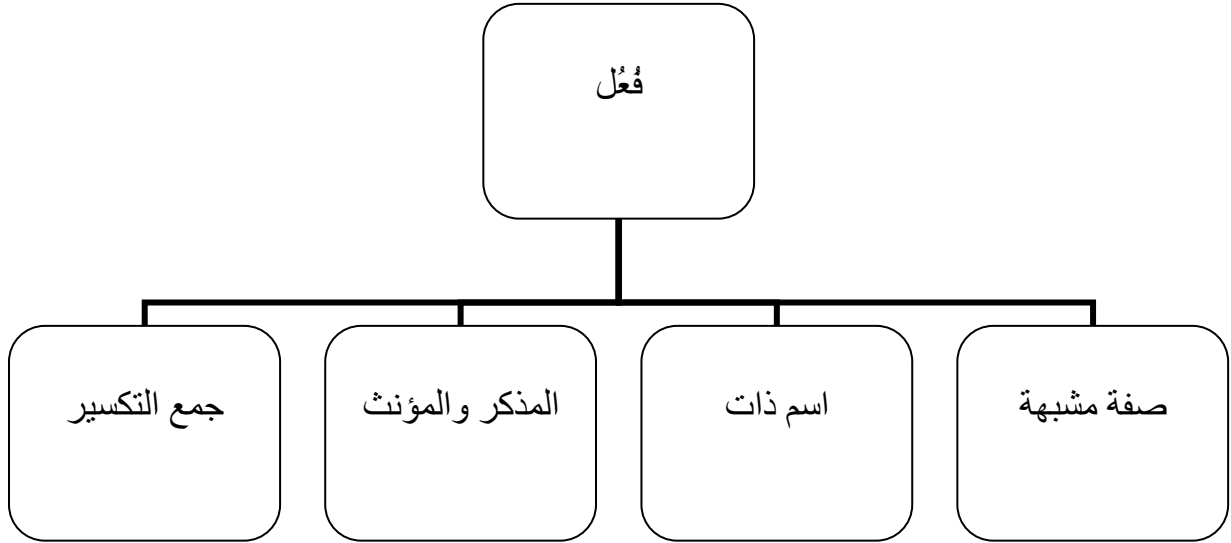 فُعُل
صفة مشبهة
اسم ذات
المذكر والمؤنث
جمع التكسير